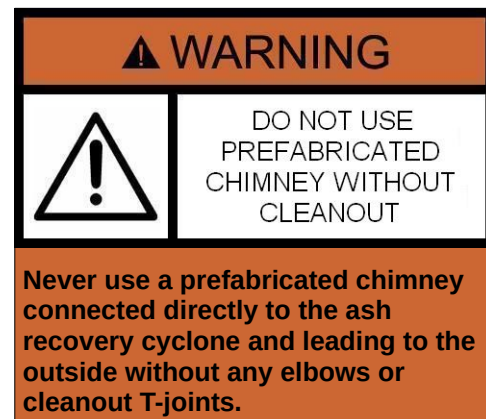 WARNING
DO NOT USE
PREFABRICATED
CHIMNEY WITHOUT
CLEANOUT
Never use a prefabricated chimney
connected directly to the ash
recovery cyclone and leading to the
outside without any elbows or
cleanout T-joints.